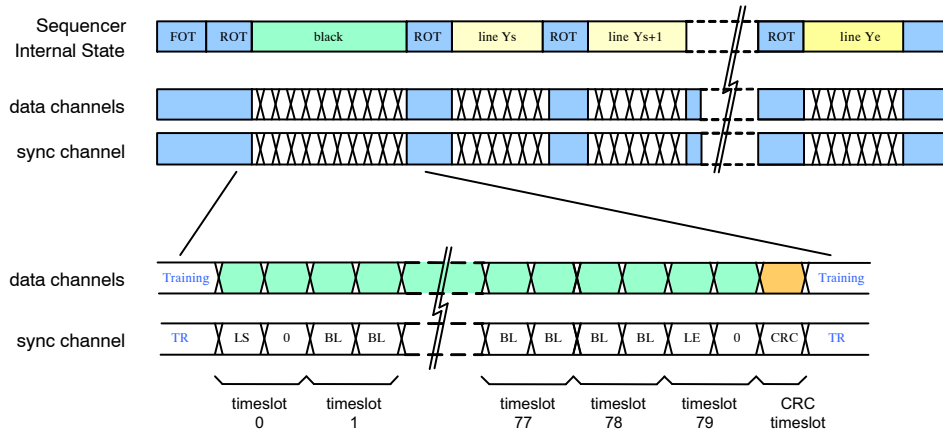 Sequencer
Internal State
FOT ROT black ROT line Ys ROT line Ys+1 ROT line Ye
data channels
sync channel
data channels Training Training
sync channel TR LS 0 BL BL BL BL BL BL LE 0 CRC TR
timeslot timeslot timeslot timeslot timeslot CRC
0 1 77 78 79 timeslot